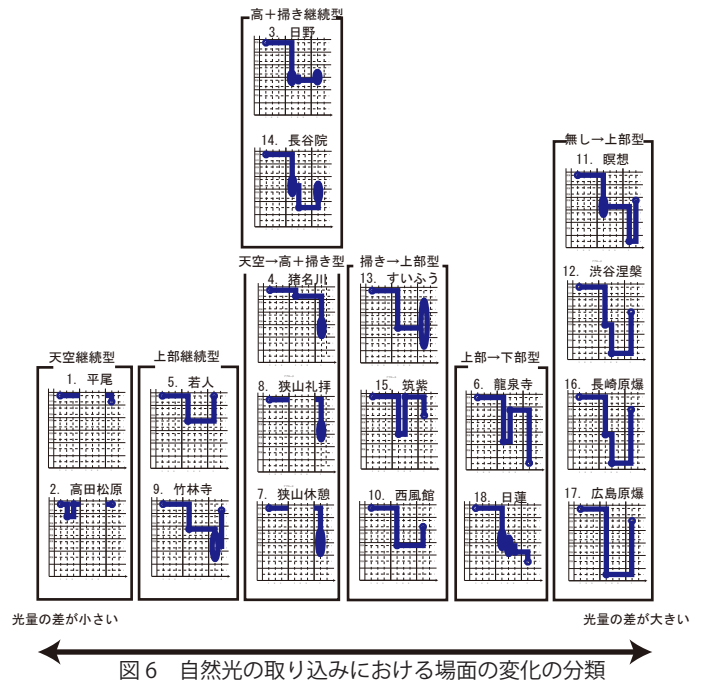 高＋掃き継続型
3. 日野
14. 長谷院
無し→上部型
11. 瞑想
12. 渋谷涅槃
16. 長崎原爆
17. 広島原爆
天空→高＋掃き型
4. 猪名川
8. 狭山礼拝
7. 狭山休憩
掃き→上部型
13. すいふう
15. 筑紫
10. 西風館
天空継続型
1. 平尾
2. 高田松原
上部継続型
5. 若人
9. 竹林寺
上部→下部型
6. 龍泉寺
18. 日蓮
光量の差が小さい
光量の差が大きい
図６　自然光の取り込みにおける場面の変化の分類